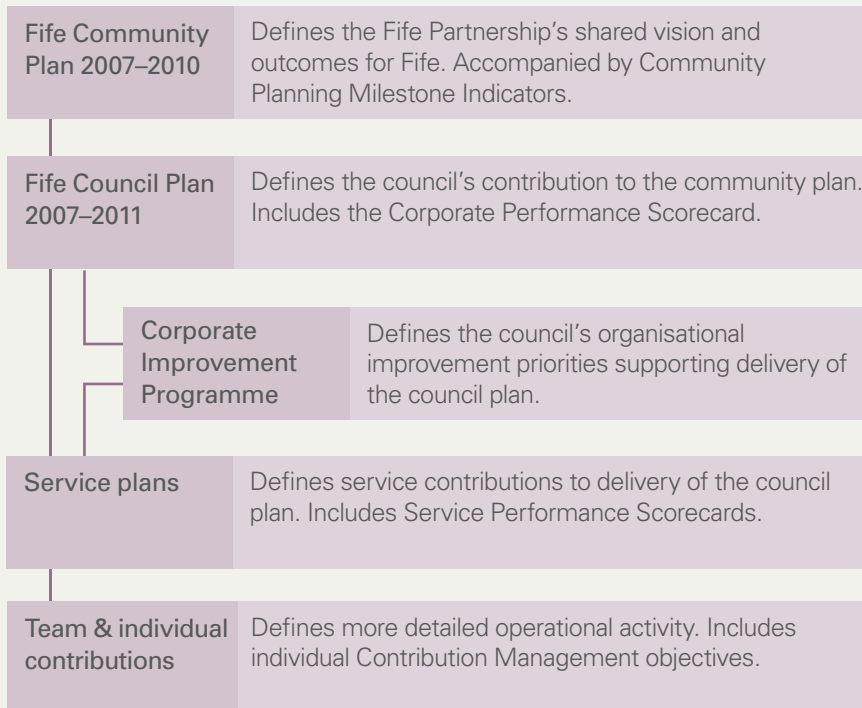 Fife Community
Plan 2007–2010
Defines the Fife Partnership's shared vision and
outcomes for Fife. Accompanied by Community
Planning Milestone Indicators.
Fife Council Plan
2007–2011
Defines the council's contribution to the community plan.
Includes the Corporate Performance Scorecard.
Corporate
Improvement
Programme
Defines the council's organisational
improvement priorities supporting delivery of
the council plan.
Service plans
Defines service contributions to delivery of the council
plan. Includes Service Performance Scorecards.
Team & individual
contributions
Defines more detailed operational activity. Includes
individual Contribution Management objectives.